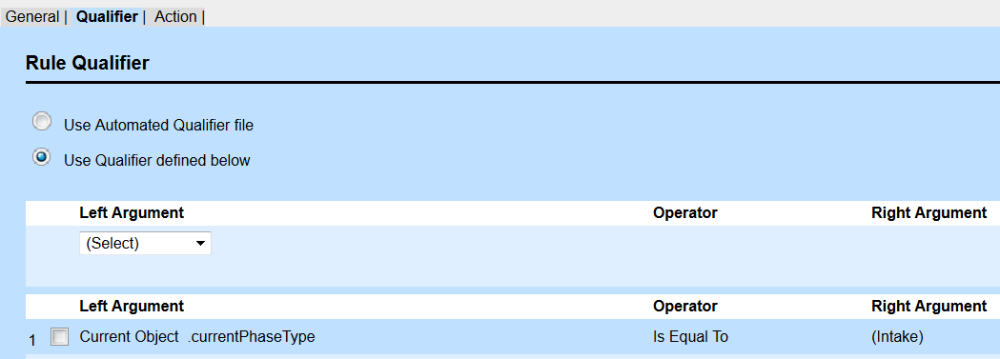 General | Qualifier | Action |
Rule Qualifier
Use Automated Qualifier file
Use Qualifier defined below
Left Argument Operator Right Argument
(Select)
Left Argument Operator Right Argument
1 Current Object .currentPhaseType Is Equal To (Intake)